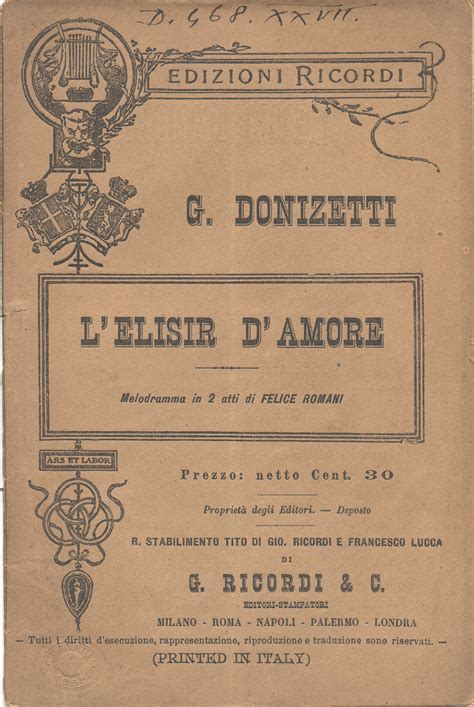 D. 468. XXVII.
EDIZIONI RICORDI
G. DONIZETTI
L'ELISIR D'AMORE
Melodramma in 2 atti di FELICE ROMANI
ARS ET LABOR
Prezzo: netto Cent. 30
Proprietà degli Editori. — Deposto
R. STABILIMENTO TITO DI GIO. RICORDI E FRANCESCO LUCCA
DI
G. RICORDI & C.
EDITORI-STAMPATORI
MILANO - ROMA - NAPOLI - PALERMO - LONDRA
— Tutti i diritti d'esecuzione, rappresentazione, riproduzione e traduzione sono riservati. —
(PRINTED IN ITALY)